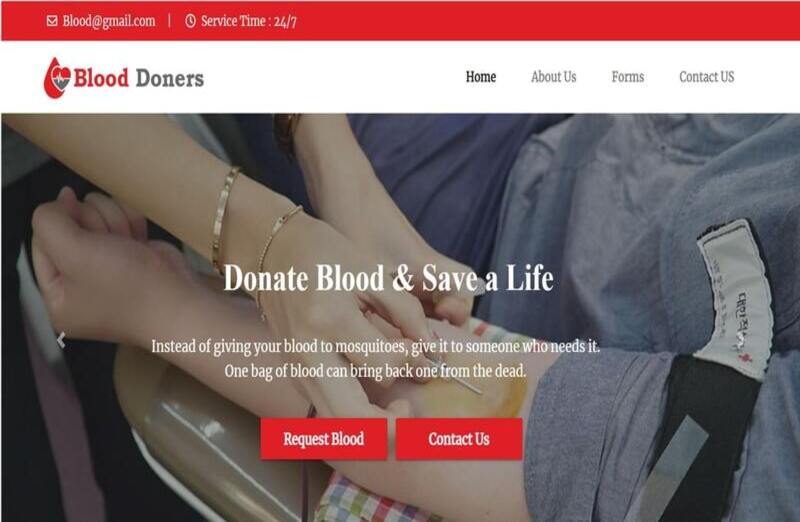 Blood@gmail.com | Service Time : 24/7
Blood Doners
Home About Us Forms Contact US
Donate Blood & Save a Life
Instead of giving your blood to mosquitoes, give it to someone who needs it.
One bag of blood can bring back one from the dead.
Request Blood Contact Us